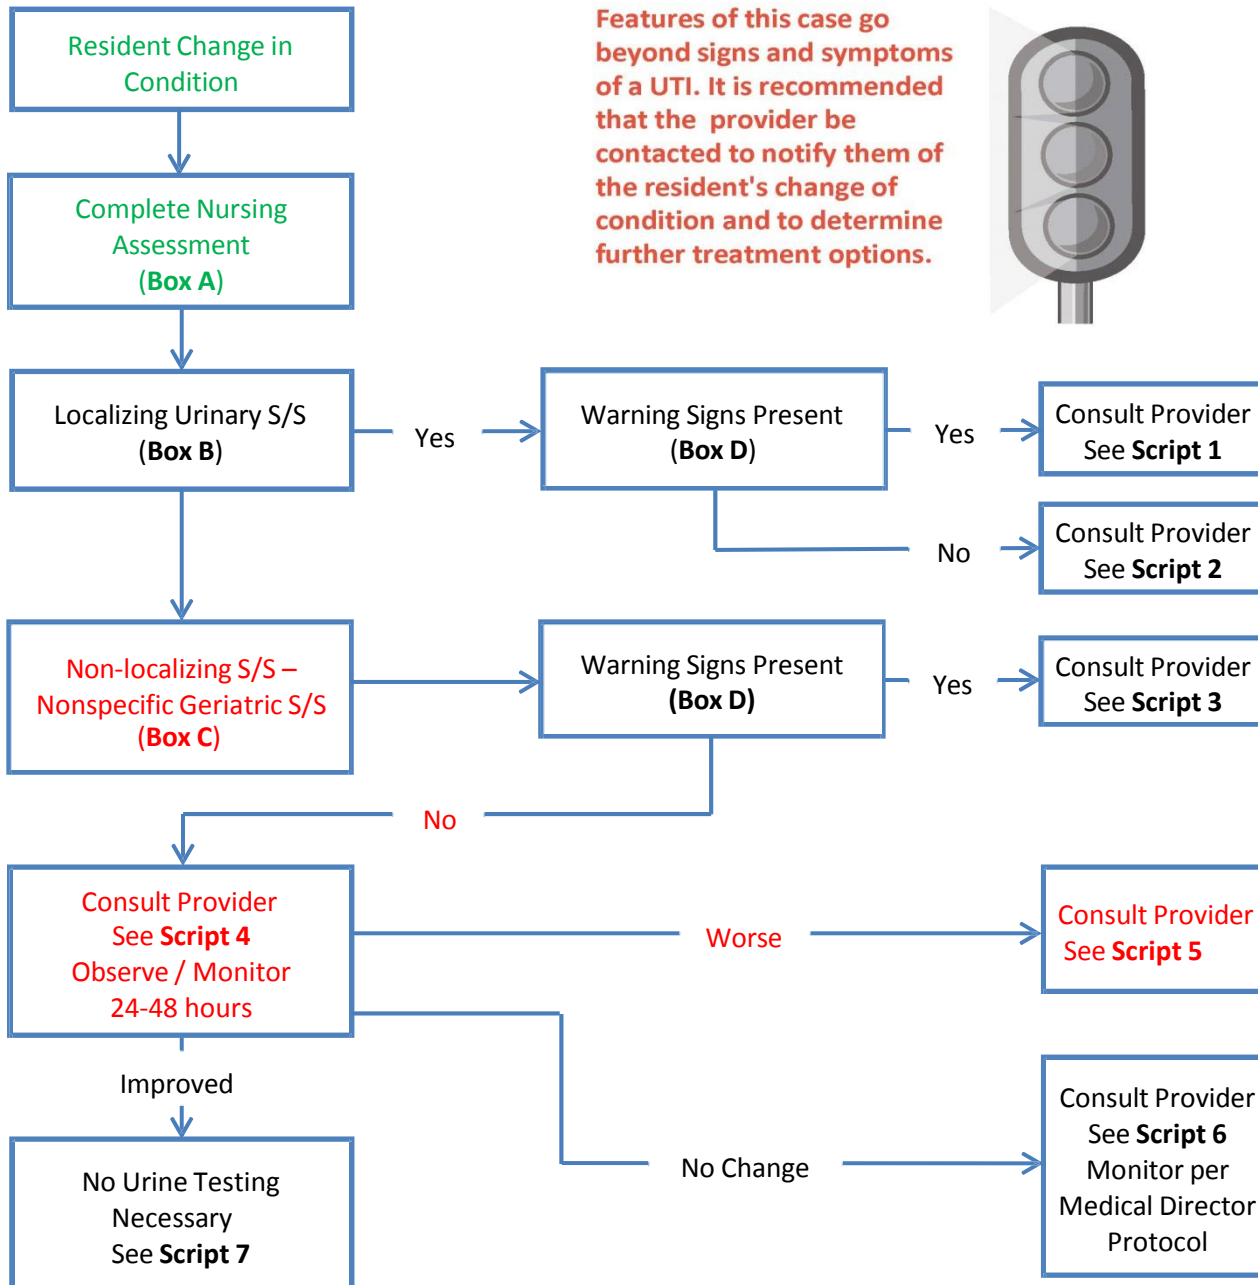 Resident Change in
Condition
Features of this case go
beyond signs and symptoms
of a UTI. It is recommended
that the provider be
contacted to notify them of
the resident's change of
condition and to determine
further treatment options.
Complete Nursing
Assessment
(Box A)
Localizing Urinary S/S
(Box B)
Yes
Warning Signs Present
(Box D)
Yes
Consult Provider
See Script 1
No
Consult Provider
See Script 2
Non-localizing S/S –
Nonspecific Geriatric S/S
(Box C)
Warning Signs Present
(Box D)
Yes
Consult Provider
See Script 3
No
Consult Provider
See Script 4
Observe / Monitor
24-48 hours
Worse
Consult Provider
See Script 5
Improved
No Change
Consult Provider
See Script 6
Monitor per
Medical Director
Protocol
No Urine Testing
Necessary
See Script 7